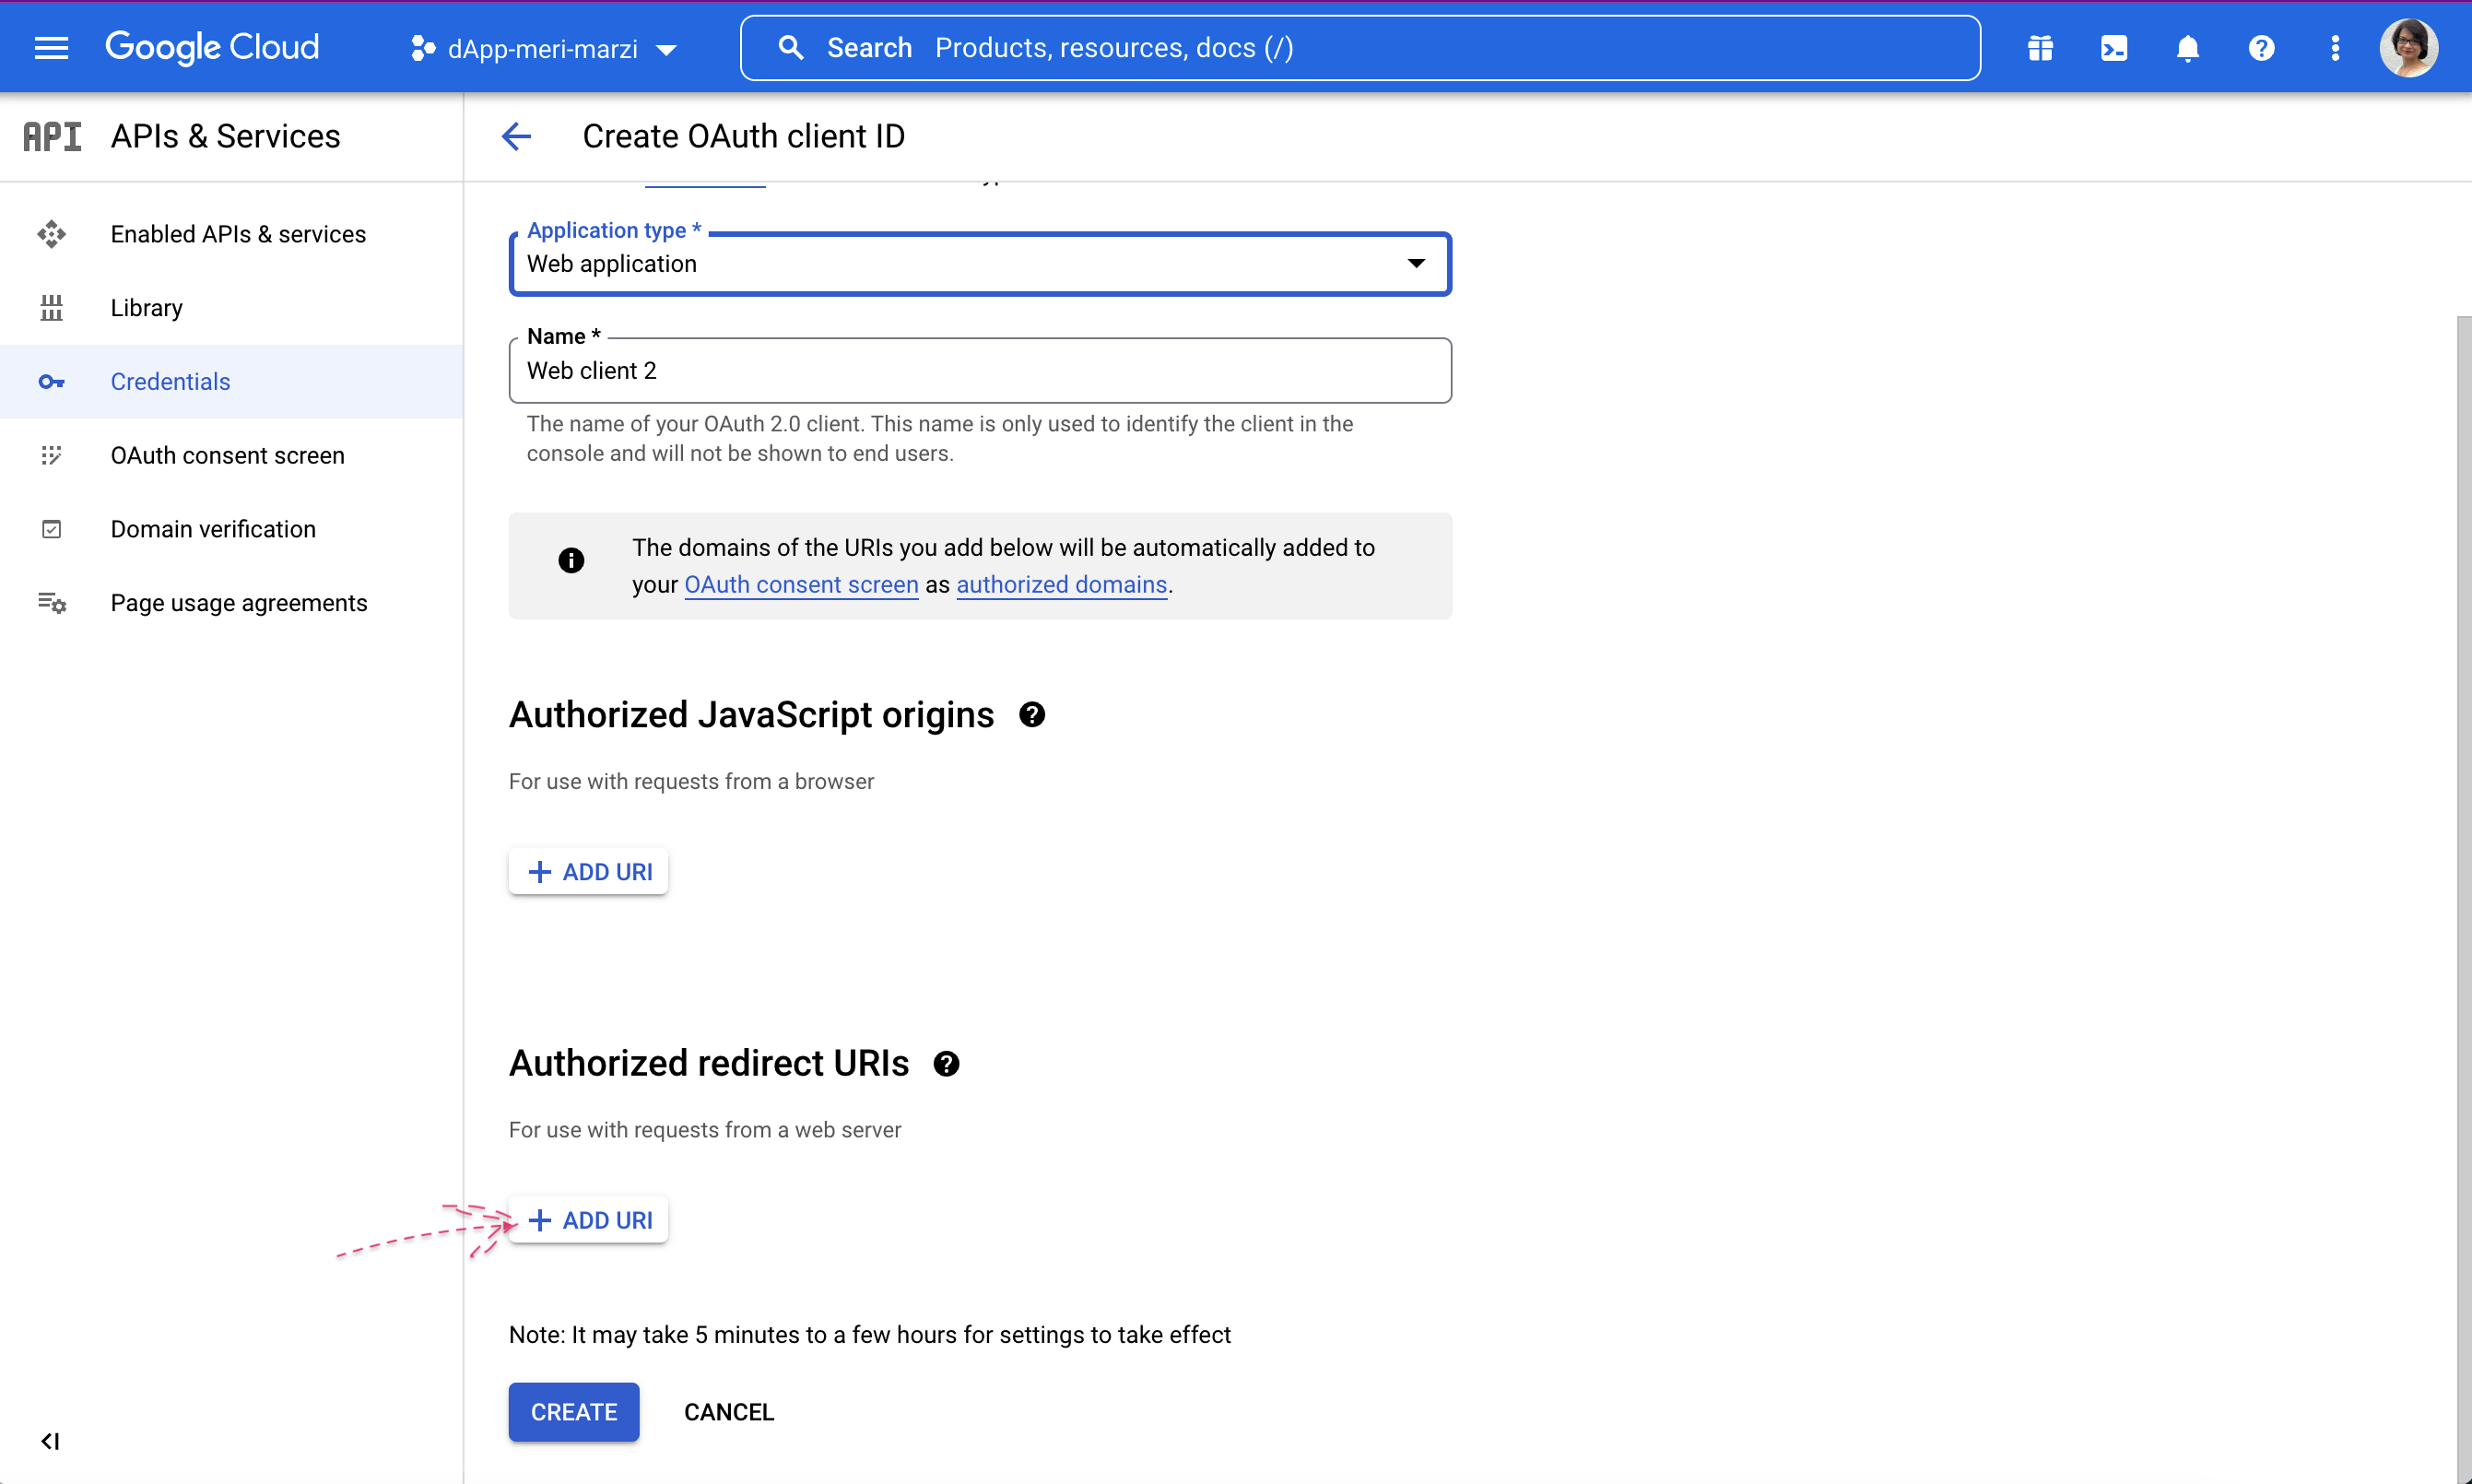 Google Cloud
dApp-meri-marzi
Search Products, resources, docs (/)
API APIs & Services
Create OAuth client ID
Enabled APIs & services
Library
Credentials
OAuth consent screen
Domain verification
Page usage agreements
Application type *
Web application
Name *
Web client 2
The name of your OAuth 2.0 client. This name is only used to identify the client in the
console and will not be shown to end users.
The domains of the URIs you add below will be automatically added to
your OAuth consent screen as authorized domains.
Authorized JavaScript origins
For use with requests from a browser
+ ADD URI
Authorized redirect URIs
For use with requests from a web server
+ ADD URI
Note: It may take 5 minutes to a few hours for settings to take effect
CREATE
CANCEL